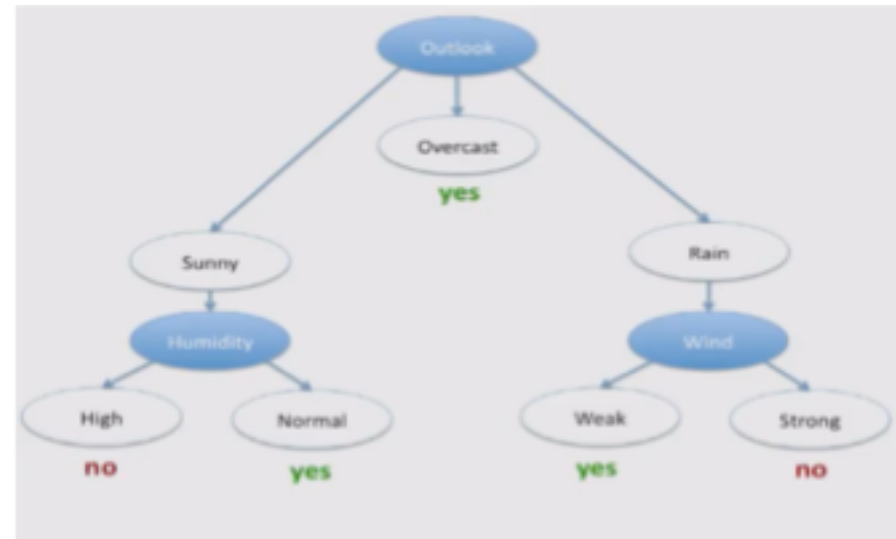 Outlook
Overcast
yes
Sunny
Rain
Humidity
Wind
High
Normal
Weak
Strong
no
yes
yes
no